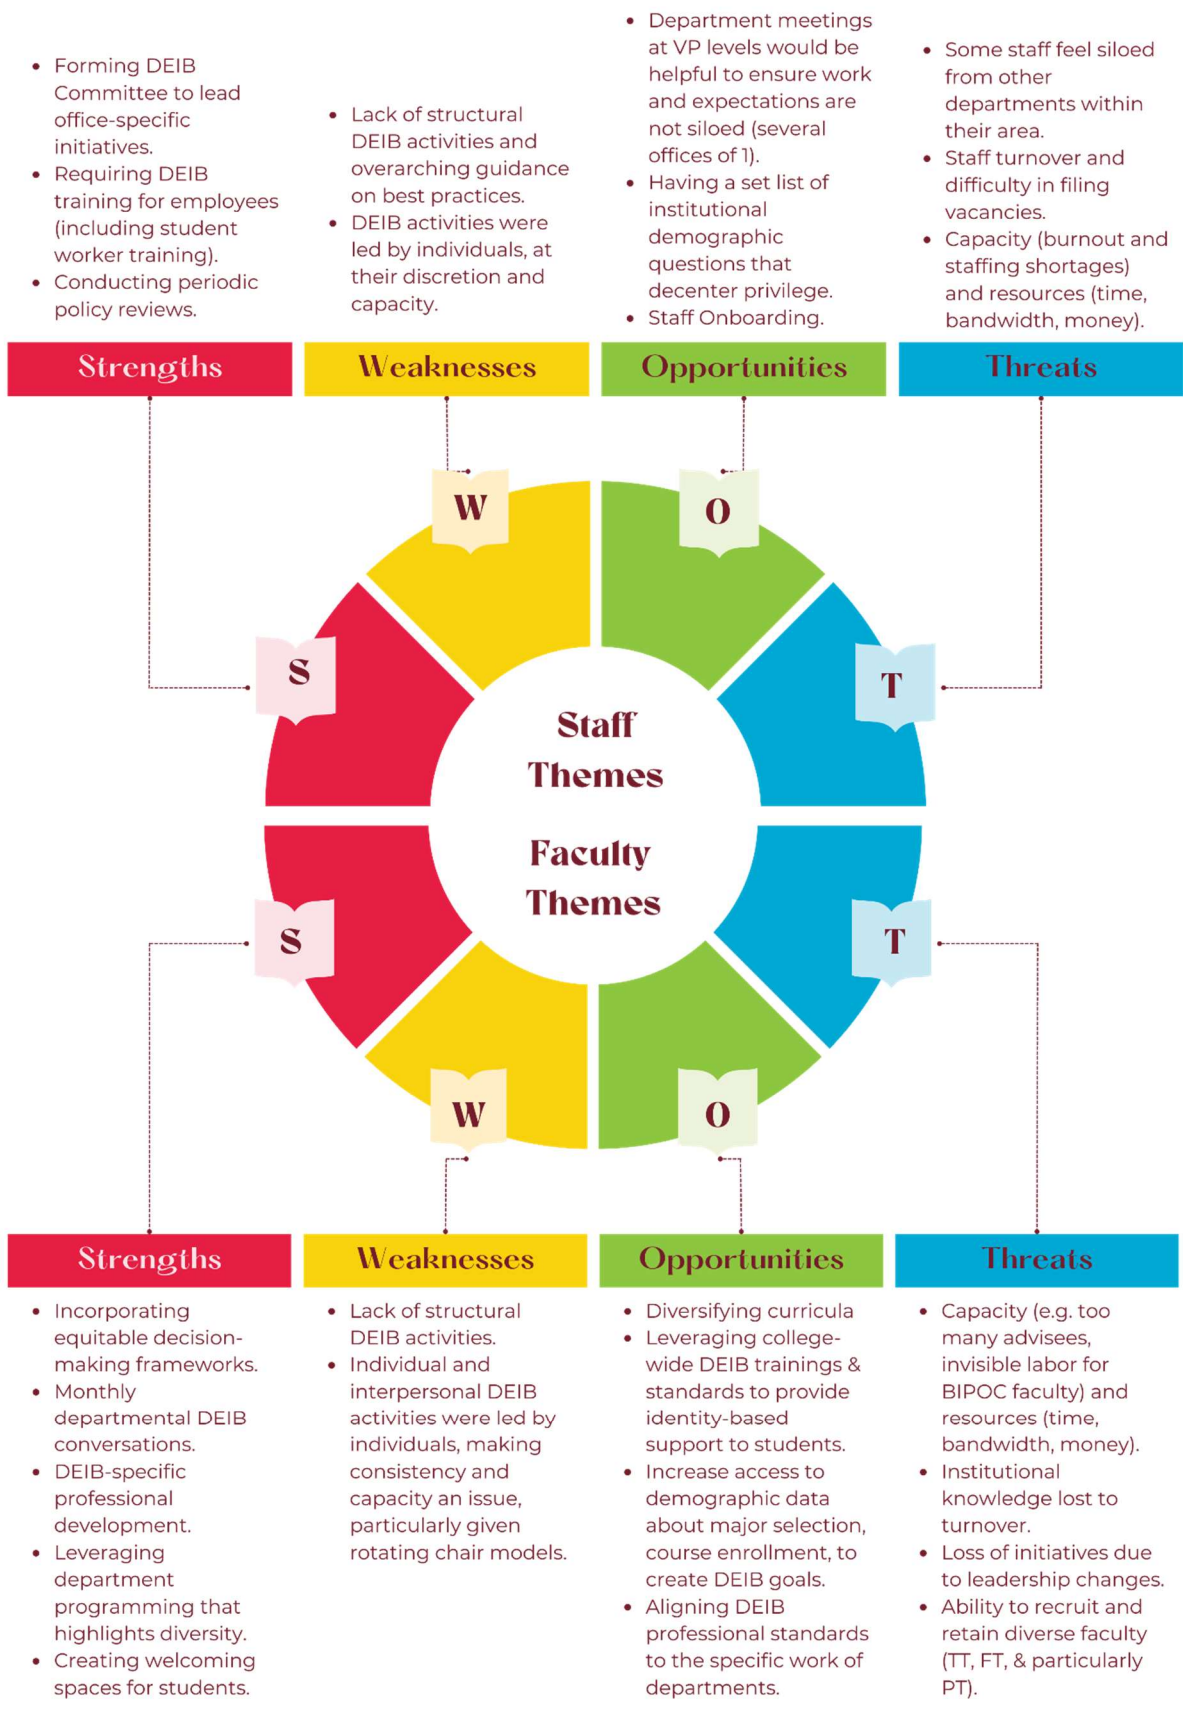 • Forming DEIB
Committee to lead
office-specific
initiatives.
• Requiring DEIB
training for employees
(including student
worker training).
• Conducting periodic
policy reviews.
• Lack of structural
DEIB activities and
overarching guidance
on best practices.
• DEIB activities were
led by individuals, at
their discretion and
capacity.
• Department meetings
at VP levels would be
helpful to ensure work
and expectations are
not siloed (several
offices of 1).
• Having a set list of
institutional
demographic
questions that
decenter privilege.
• Staff Onboarding.
• Some staff feel siloed
from other
departments within
their area.
• Staff turnover and
difficulty in filing
vacancies.
• Capacity (burnout and
staffing shortages)
and resources (time,
bandwidth, money).
Strengths
Weaknesses
Opportunities
Threats
W
O
S
T
Staff
Themes
Faculty
Themes
S
T
W
O
Strengths
Weaknesses
Opportunities
Threats
• Incorporating
equitable decision-
making frameworks.
• Monthly
departmental DEIB
conversations.
• DEIB-specific
professional
development.
• Leveraging
department
programming that
highlights diversity.
• Creating welcoming
spaces for students.
• Lack of structural
DEIB activities.
• Individual and
interpersonal DEIB
activities were led by
individuals, making
consistency and
capacity an issue,
particularly given
rotating chair models.
• Diversifying curricula
• Leveraging college-
wide DEIB trainings &
standards to provide
identity-based
support to students.
• Increase access to
demographic data
about major selection,
course enrollment, to
create DEIB goals.
• Aligning DEIB
professional standards
to the specific work of
departments.
• Capacity (e.g. too
many advisees,
invisible labor for
BIPOC faculty) and
resources (time,
bandwidth, money).
• Institutional
knowledge lost to
turnover.
• Loss of initiatives due
to leadership changes.
• Ability to recruit and
retain diverse faculty
(TT, FT, & particularly
PT).